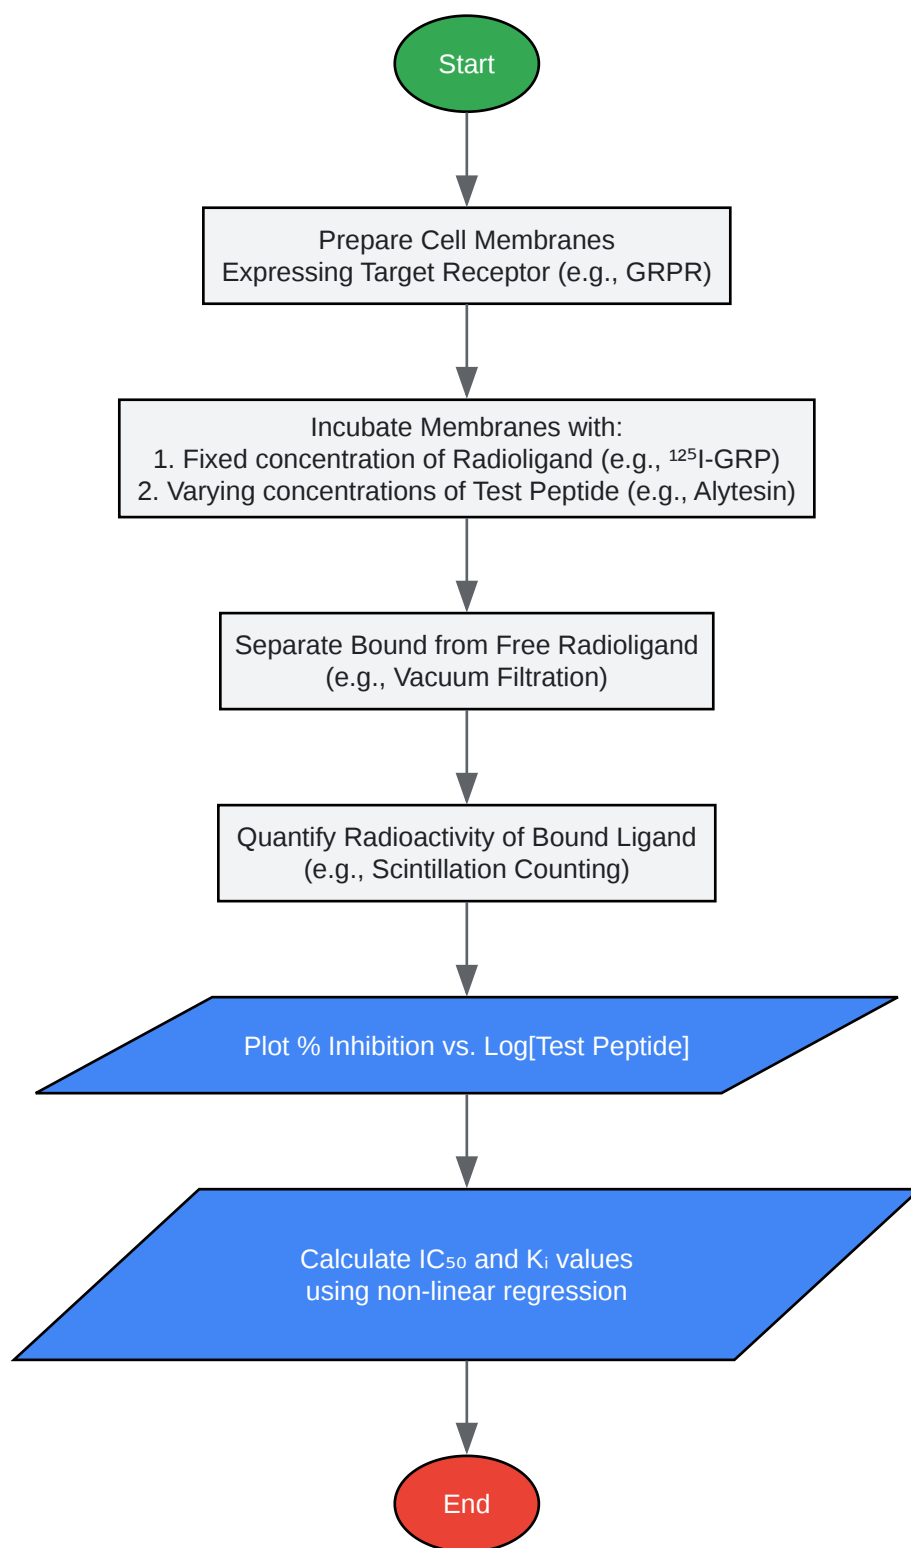 Start
Prepare Cell Membranes
Expressing Target Receptor (e.g., GRPR)
Incubate Membranes with:
1. Fixed concentration of Radioligand (e.g., ¹²⁵I-GRP)
2. Varying concentrations of Test Peptide (e.g., Alytesin)
Separate Bound from Free Radioligand
(e.g., Vacuum Filtration)
Quantify Radioactivity of Bound Ligand
(e.g., Scintillation Counting)
Plot % Inhibition vs. Log[Test Peptide]
Calculate IC₅₀ and Kᵢ values
using non-linear regression
End